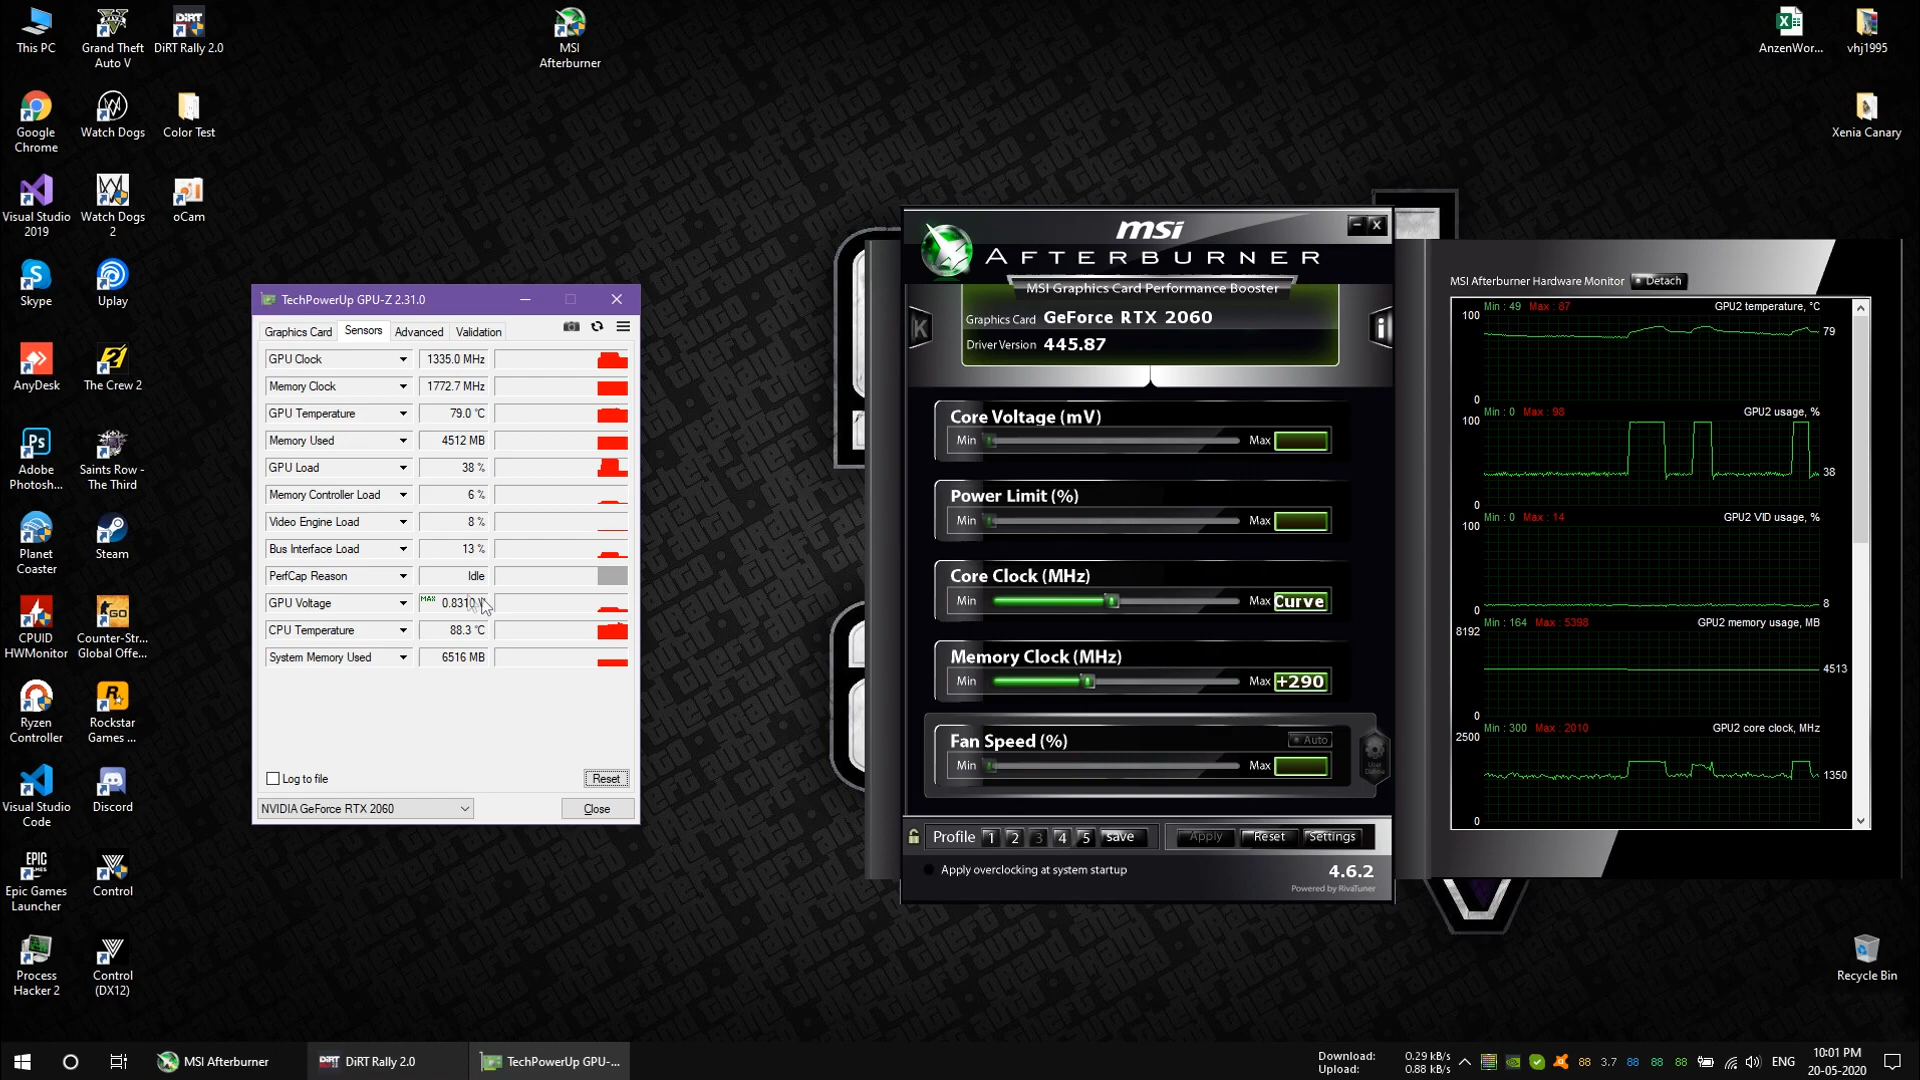 This PC
Grand Theft
Auto V
DiRT Rally 2.0
MSI
Afterburner
AnzenWor...
vhj1995
Google
Chrome
Watch Dogs
Color Test
Xenia Canary
Visual Studio
2019
Watch Dogs
2
oCam
Skype
Uplay
AnyDesk
The Crew 2
Adobe
Photosh...
Saints Row -
The Third
Planet
Coaster
Steam
CPUID
HWMonitor
Counter-Str...
Global Offe...
Ryzen
Controller
Rockstar
Games ...
Visual Studio
Code
Discord
Epic Games
Launcher
Control
Process
Hacker 2
Control
(DX12)
Recycle Bin
TechPowerUp GPU-Z 2.31.0
Graphics Card
Sensors
Advanced
Validation
GPU Clock 1335.0 MHz
Memory Clock 1772.7 MHz
GPU Temperature 79.0 °C
Memory Used 4512 MB
GPU Load 38 %
Memory Controller Load 6 %
Video Engine Load 8 %
Bus Interface Load 13 %
PerfCap Reason Idle
GPU Voltage MAX 0.8310 V
CPU Temperature 88.3 °C
System Memory Used 6516 MB
Log to file
Reset
NVIDIA GeForce RTX 2060
Close
msi
AFTERBURNER
MSI Graphics Card Performance Booster
K
i
Graphics Card GeForce RTX 2060
Driver Version 445.87
Core Voltage (mV)
Min Max
Power Limit (%)
Min Max
Core Clock (MHz)
Min Max Curve
Memory Clock (MHz)
Min Max +290
Fan Speed (%) Auto
Min Max
User
Define
Profile 1 2 3 4 5 save Apply Reset Settings
Apply overclocking at system startup
4.6.2
Powered by RivaTuner
MSI Afterburner Hardware Monitor Detach
Min : 49 Max : 87 GPU2 temperature, °C
100
79
0
Min : 0 Max : 98 GPU2 usage, %
100
38
0
Min : 0 Max : 14 GPU2 VID usage, %
100
8
0
Min : 164 Max : 5398 GPU2 memory usage, MB
8192
4513
0
Min : 300 Max : 2010 GPU2 core clock, MHz
2500
1350
0
MSI Afterburner
DiRT Rally 2.0
TechPowerUp GPU-...
Download: 0.29 kB/s
Upload: 0.88 kB/s
88 3.7 88 88 88
ENG
10:01 PM
20-05-2020